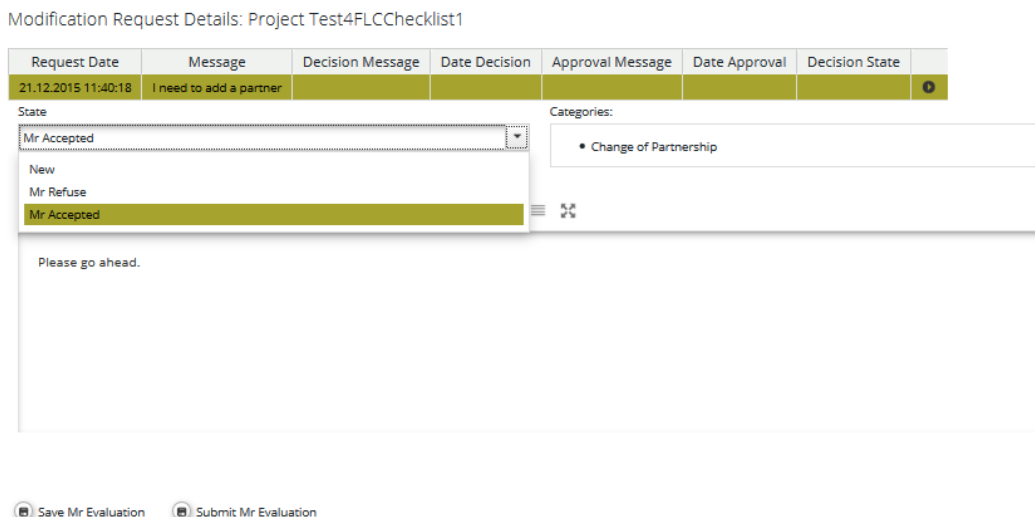 Modification Request Details: Project Test4FLCChecklist1
Request Date Message Decision Message Date Decision Approval Message Date Approval Decision State
21.12.2015 11:40:18 I need to add a partner
State Categories:
Mr Accepted
• Change of Partnership
New
Mr Refuse
Mr Accepted
Please go ahead.
Save Mr Evaluation Submit Mr Evaluation